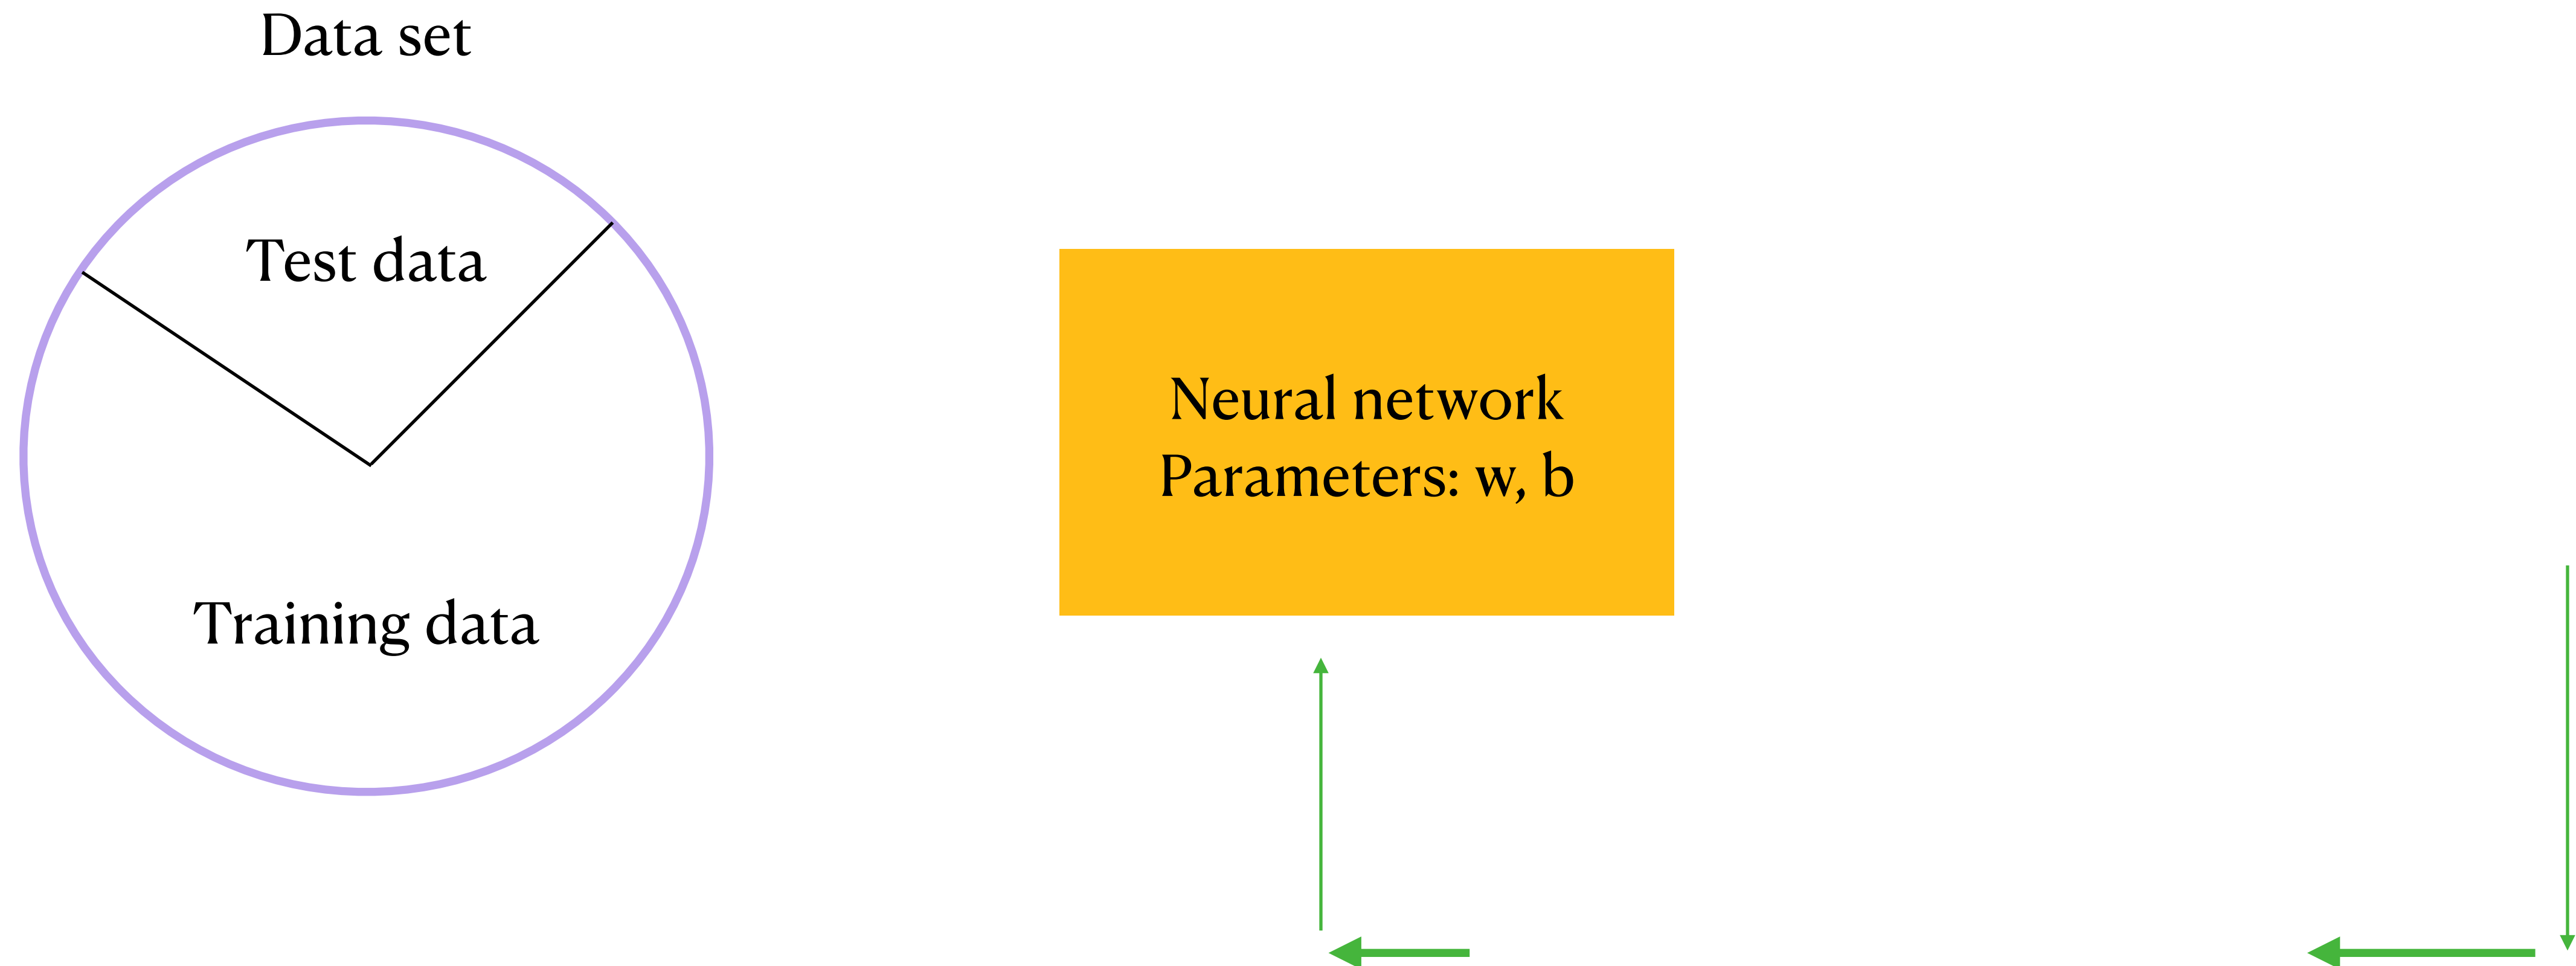 Data set
Test data
Training data
Neural network
Parameters: w, b